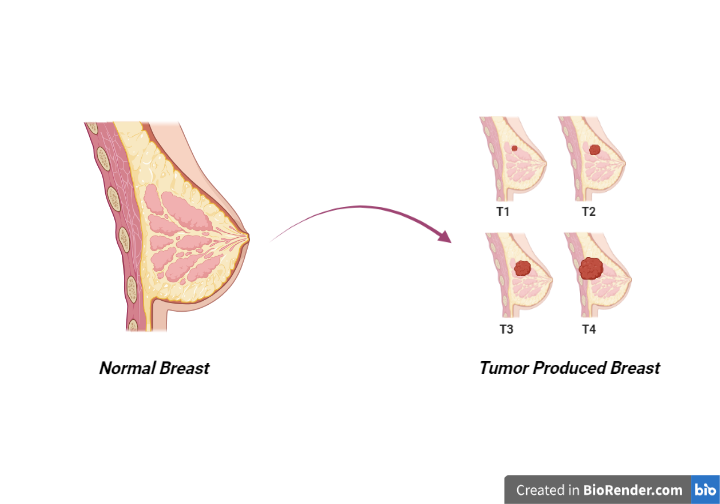 T1
T2
T3
T4
Normal Breast
Tumor Produced Breast
Created in BioRender.com bio